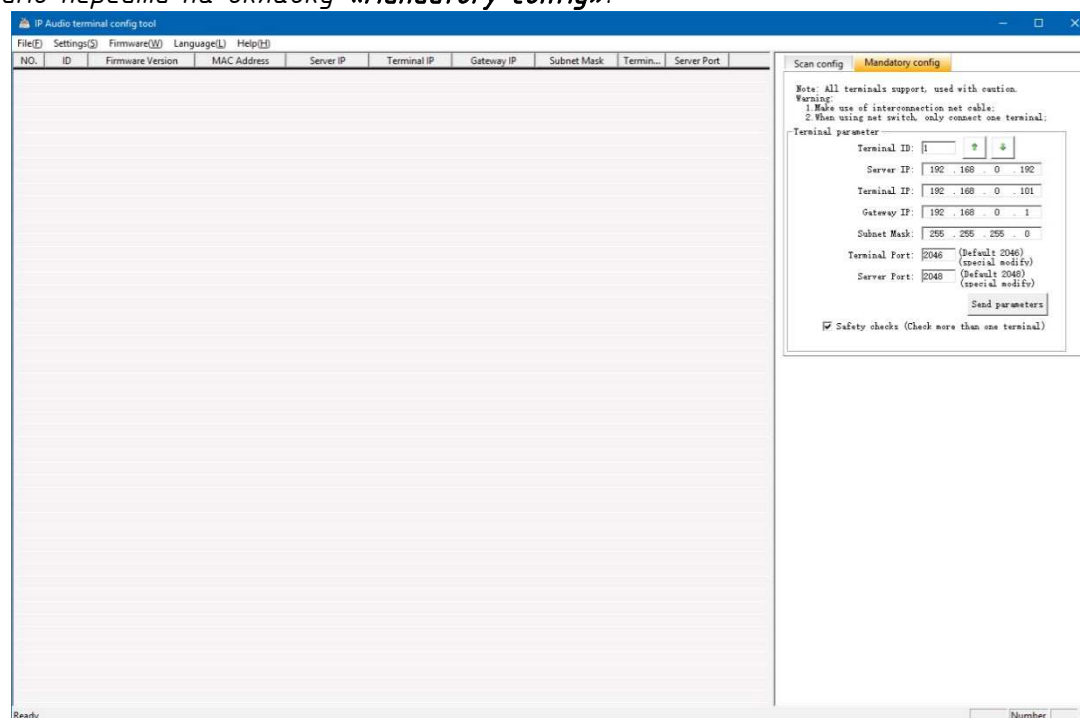 перейти на вкладку «Mandatory config».
IP Audio terminal config tool
File(F) Settings(S) Firmware(W) Language(L) Help(H)
NO. ID Firmware Version MAC Address Server IP Terminal IP Gateway IP Subnet Mask Termin... Server Port
Scan config Mandatory config
Note: All terminals support, used with caution.
Warning:
1.Make use of interconnection net cable;
2.When using net switch, only connect one terminal;
Terminal parameter
Terminal ID: 1
Server IP: 192 . 168 . 0 . 192
Terminal IP: 192 . 168 . 0 . 101
Gateway IP: 192 . 168 . 0 . 1
Subnet Mask: 255 . 255 . 255 . 0
Terminal Port: 2046 (Default 2046)
(special modify)
Server Port: 2048 (Default 2048)
(special modify)
Send parameters
Safety checks (Check more than one terminal)
Ready Number